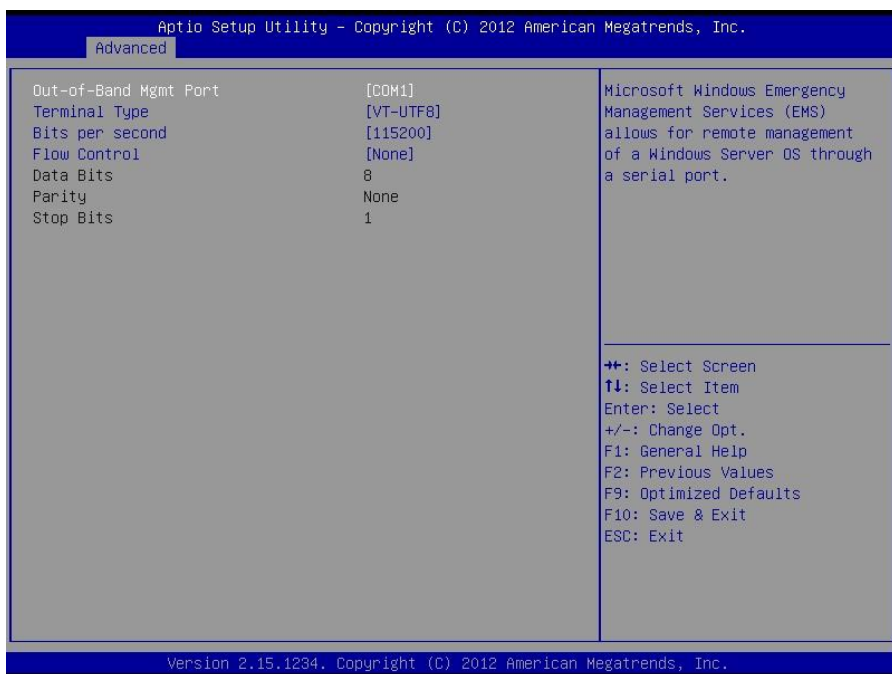 Aptio Setup Utility – Copyright (C) 2012 American Megatrends, Inc.
Advanced
Out-of-Band Mgmt Port [COM1]
Terminal Type [VT-UTF8]
Bits per second [115200]
Flow Control [None]
Data Bits 8
Parity None
Stop Bits 1
Microsoft Windows Emergency
Management Services (EMS)
allows for remote management
of a Windows Server OS through
a serial port.
→←: Select Screen
↑↓: Select Item
Enter: Select
+/-: Change Opt.
F1: General Help
F2: Previous Values
F9: Optimized Defaults
F10: Save & Exit
ESC: Exit
Version 2.15.1234. Copyright (C) 2012 American Megatrends, Inc.